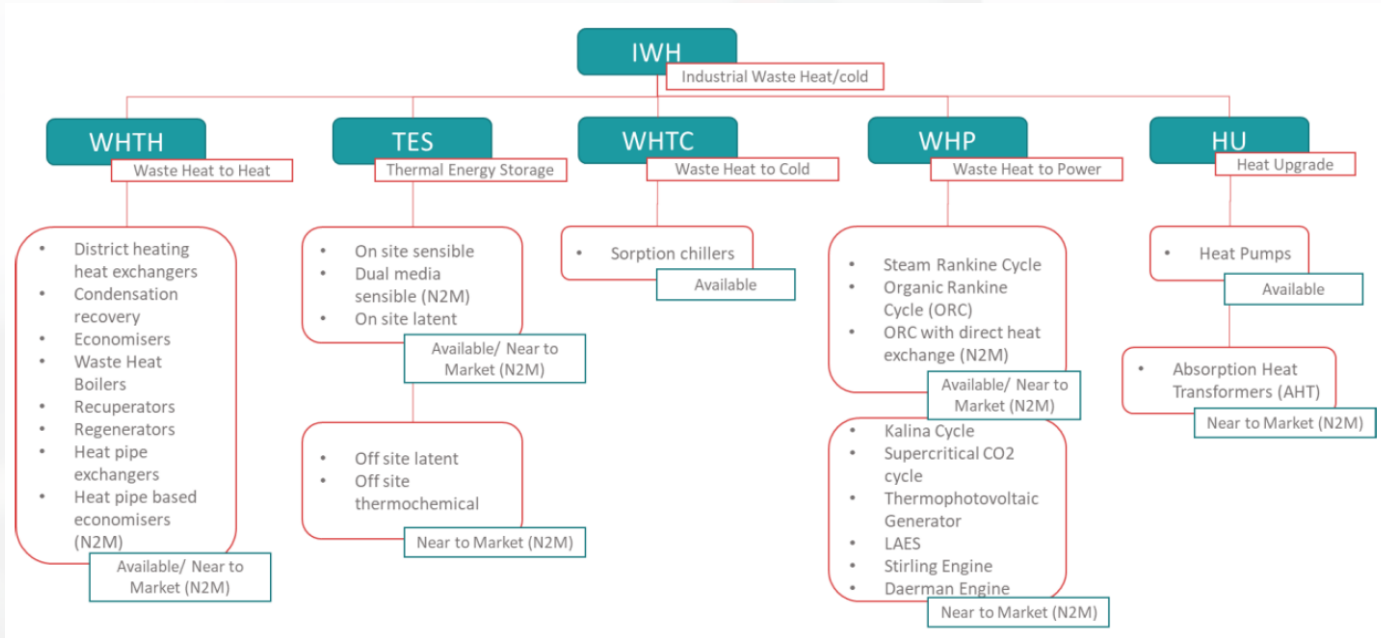 IWH
Industrial Waste Heat/cold
WHTH
Waste Heat to Heat
• District heating
heat exchangers
• Condensation
recovery
• Economisers
• Waste Heat
Boilers
• Recuperators
• Regenerators
• Heat pipe
exchangers
• Heat pipe based
economisers
(N2M)
Available/ Near to
Market (N2M)
TES
Thermal Energy Storage
• On site sensible
• Dual media
sensible (N2M)
• On site latent
Available/ Near to
Market (N2M)
• Off site latent
• Off site
thermochemical
Near to Market (N2M)
WHTC
Waste Heat to Cold
• Sorption chillers
Available
WHP
Waste Heat to Power
• Steam Rankine Cycle
• Organic Rankine
Cycle (ORC)
• ORC with direct heat
exchange (N2M)
Available/ Near to
Market (N2M)
• Kalina Cycle
• Supercritical CO2
cycle
• Thermophotovoltaic
Generator
• LAES
• Stirling Engine
• Daerman Engine
Near to Market (N2M)
HU
Heat Upgrade
• Heat Pumps
Available
• Absorption Heat
Transformers (AHT)
Near to Market (N2M)